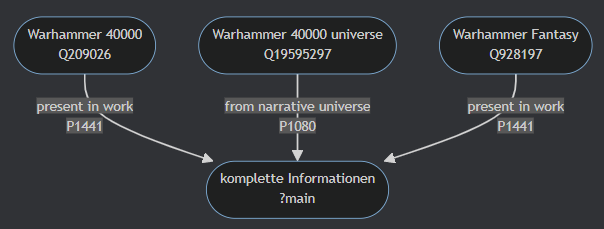 Warhammer 40000
Q209026
Warhammer 40000 universe
Q19595297
Warhammer Fantasy
Q928197
present in work
P1441
from narrative universe
P1080
present in work
P1441
komplette Informationen
?main